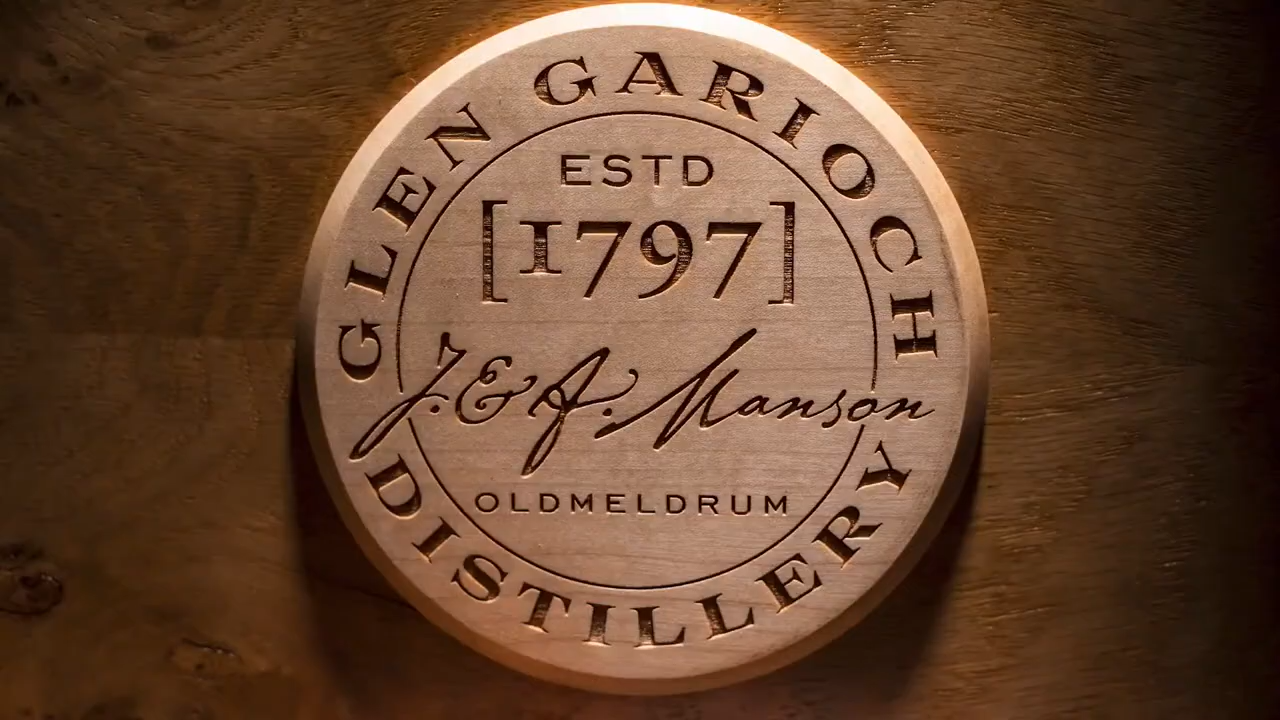 GLEN GARIOCH
ESTD
[1797]
J. & A. Manson
OLDMELDRUM
DISTILLERY